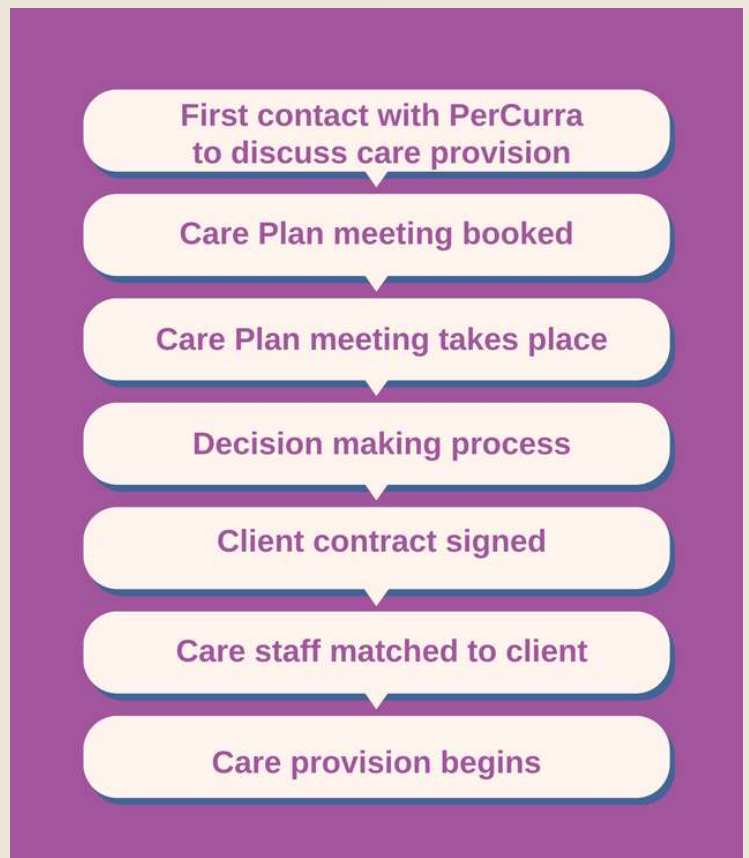 First contact with PerCurra
to discuss care provision
Care Plan meeting booked
Care Plan meeting takes place
Decision making process
Client contract signed
Care staff matched to client
Care provision begins